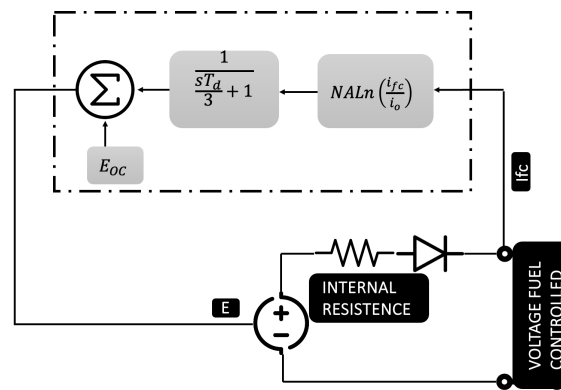 1
sT_d
3 + 1
NALn (i_fc / i_o)
Σ
E_OC
Ifc
INTERNAL
RESISTENCE
E
+
−
VOLTAGE FUEL
CONTROLLED